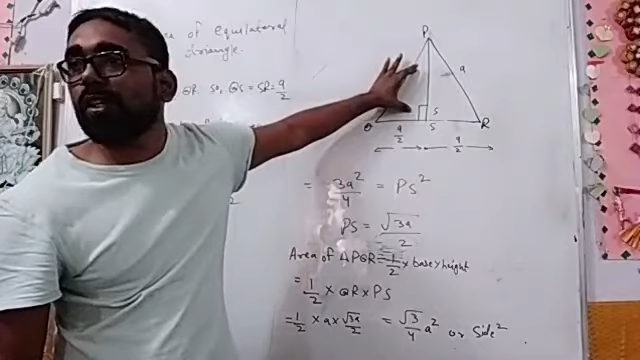 of equilateral
triangle.
QR so, QS = SR = a/2
P
a
Q S S R
a/2 a/2
= 3a²/4 = PS²
PS = √3a/2
Area of △PQR = 1/2 × base × height
= 1/2 × QR × PS
= 1/2 × a × √3a/2 = √3/4 a² or Side²